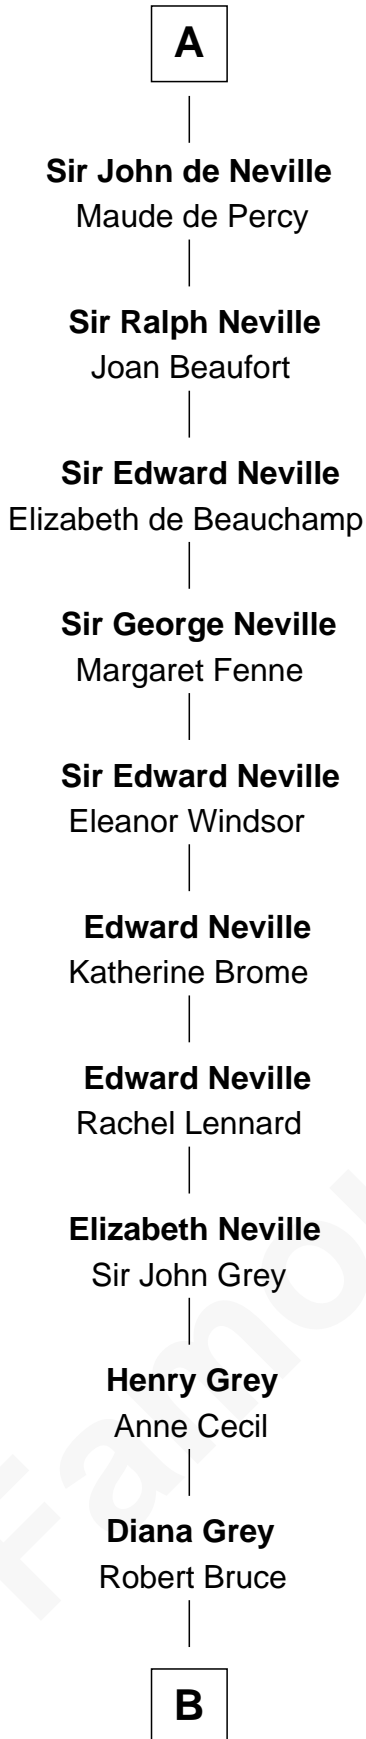 A
Sir John de Neville
Maude de Percy
Sir Ralph Neville
Joan Beaufort
Sir Edward Neville
Elizabeth de Beauchamp
Sir George Neville
Margaret Fenne
Sir Edward Neville
Eleanor Windsor
Edward Neville
Katherine Brome
Edward Neville
Rachel Lennard
Elizabeth Neville
Sir John Grey
Henry Grey
Anne Cecil
Diana Grey
Robert Bruce
B
Famou